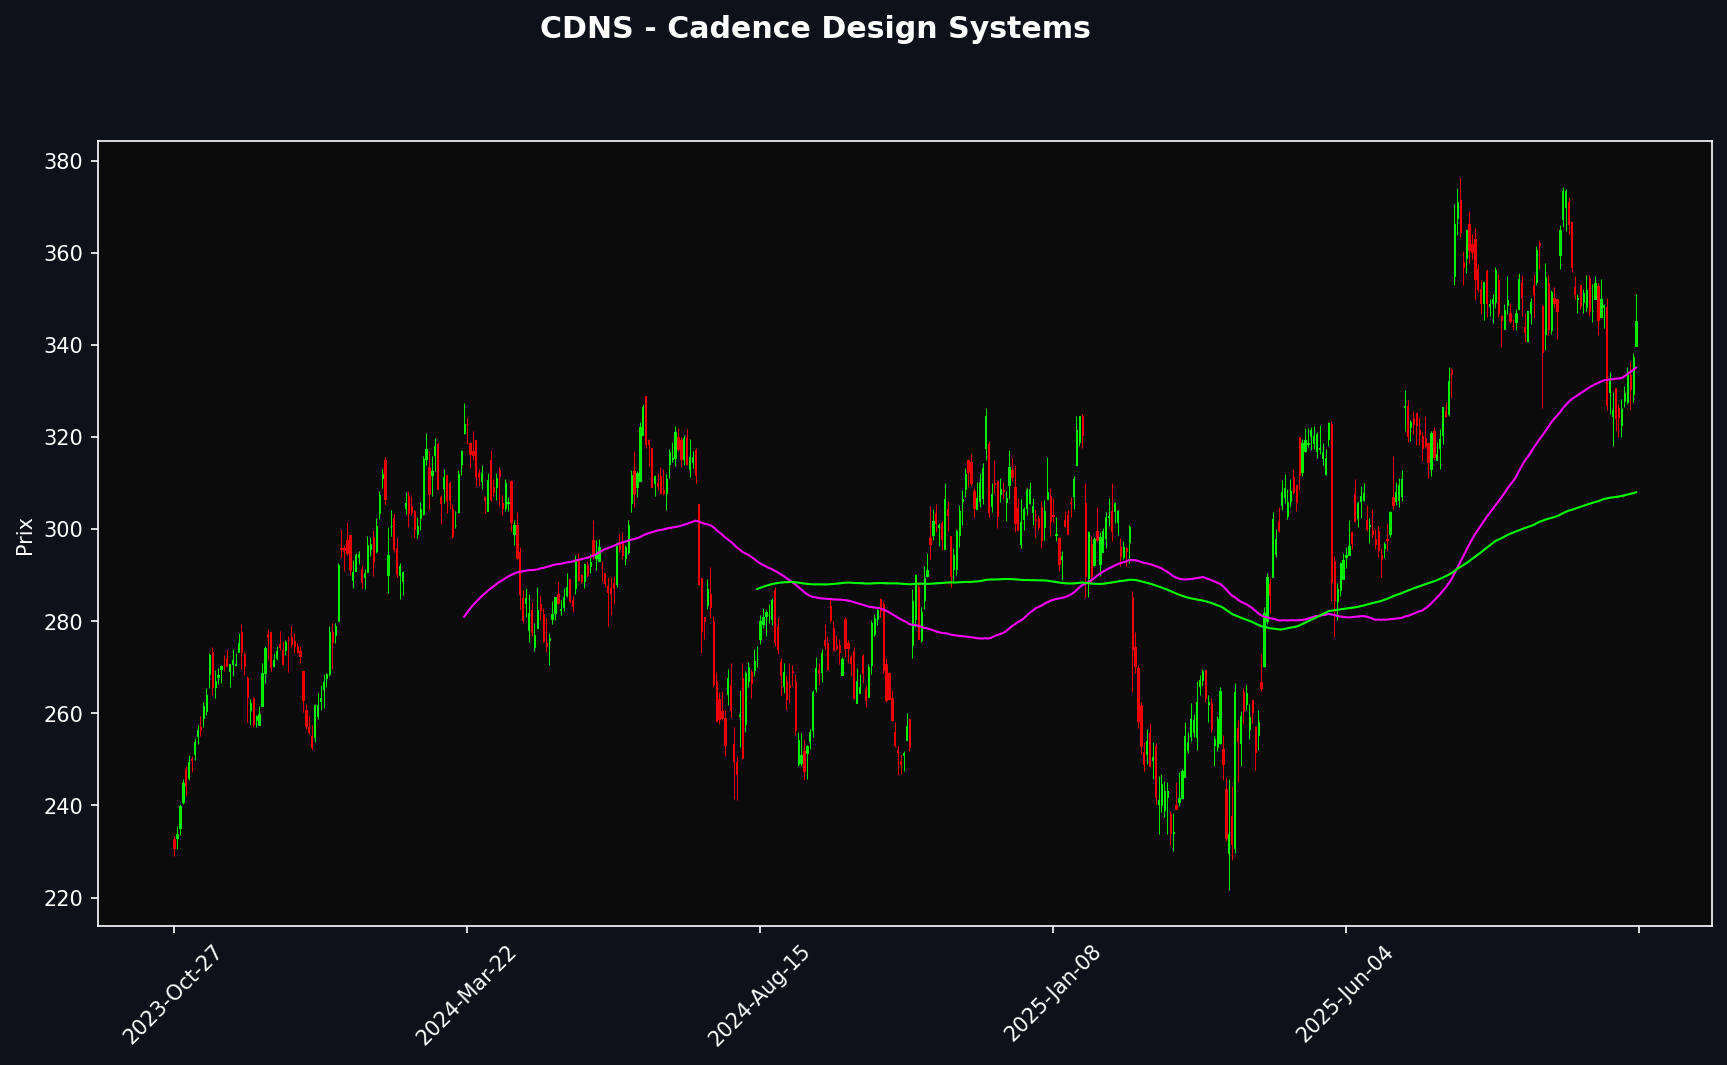 CDNS - Cadence Design Systems
380
360
340
320
300
280
260
240
220
Prix
2023-Oct-27
2024-Mar-22
2024-Aug-15
2025-Jan-08
2025-Jun-04